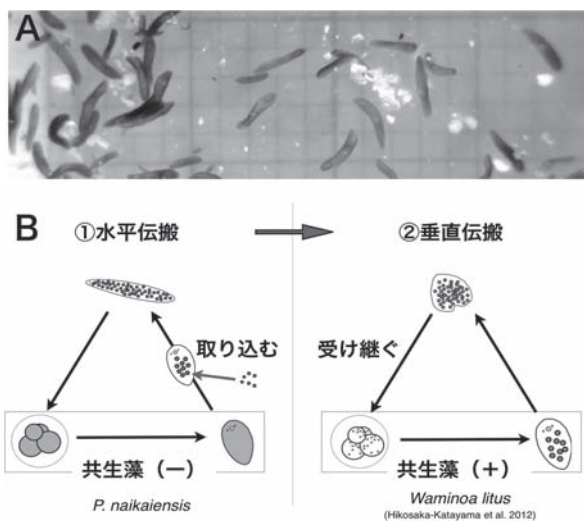 A
B
①水平伝搬
②垂直伝搬
取り込む
受け継ぐ
共生藻（ー）
共生藻（+）
P. naikaiensis
Waminoa litus
(Hikosaka-Katayama et al. 2012)